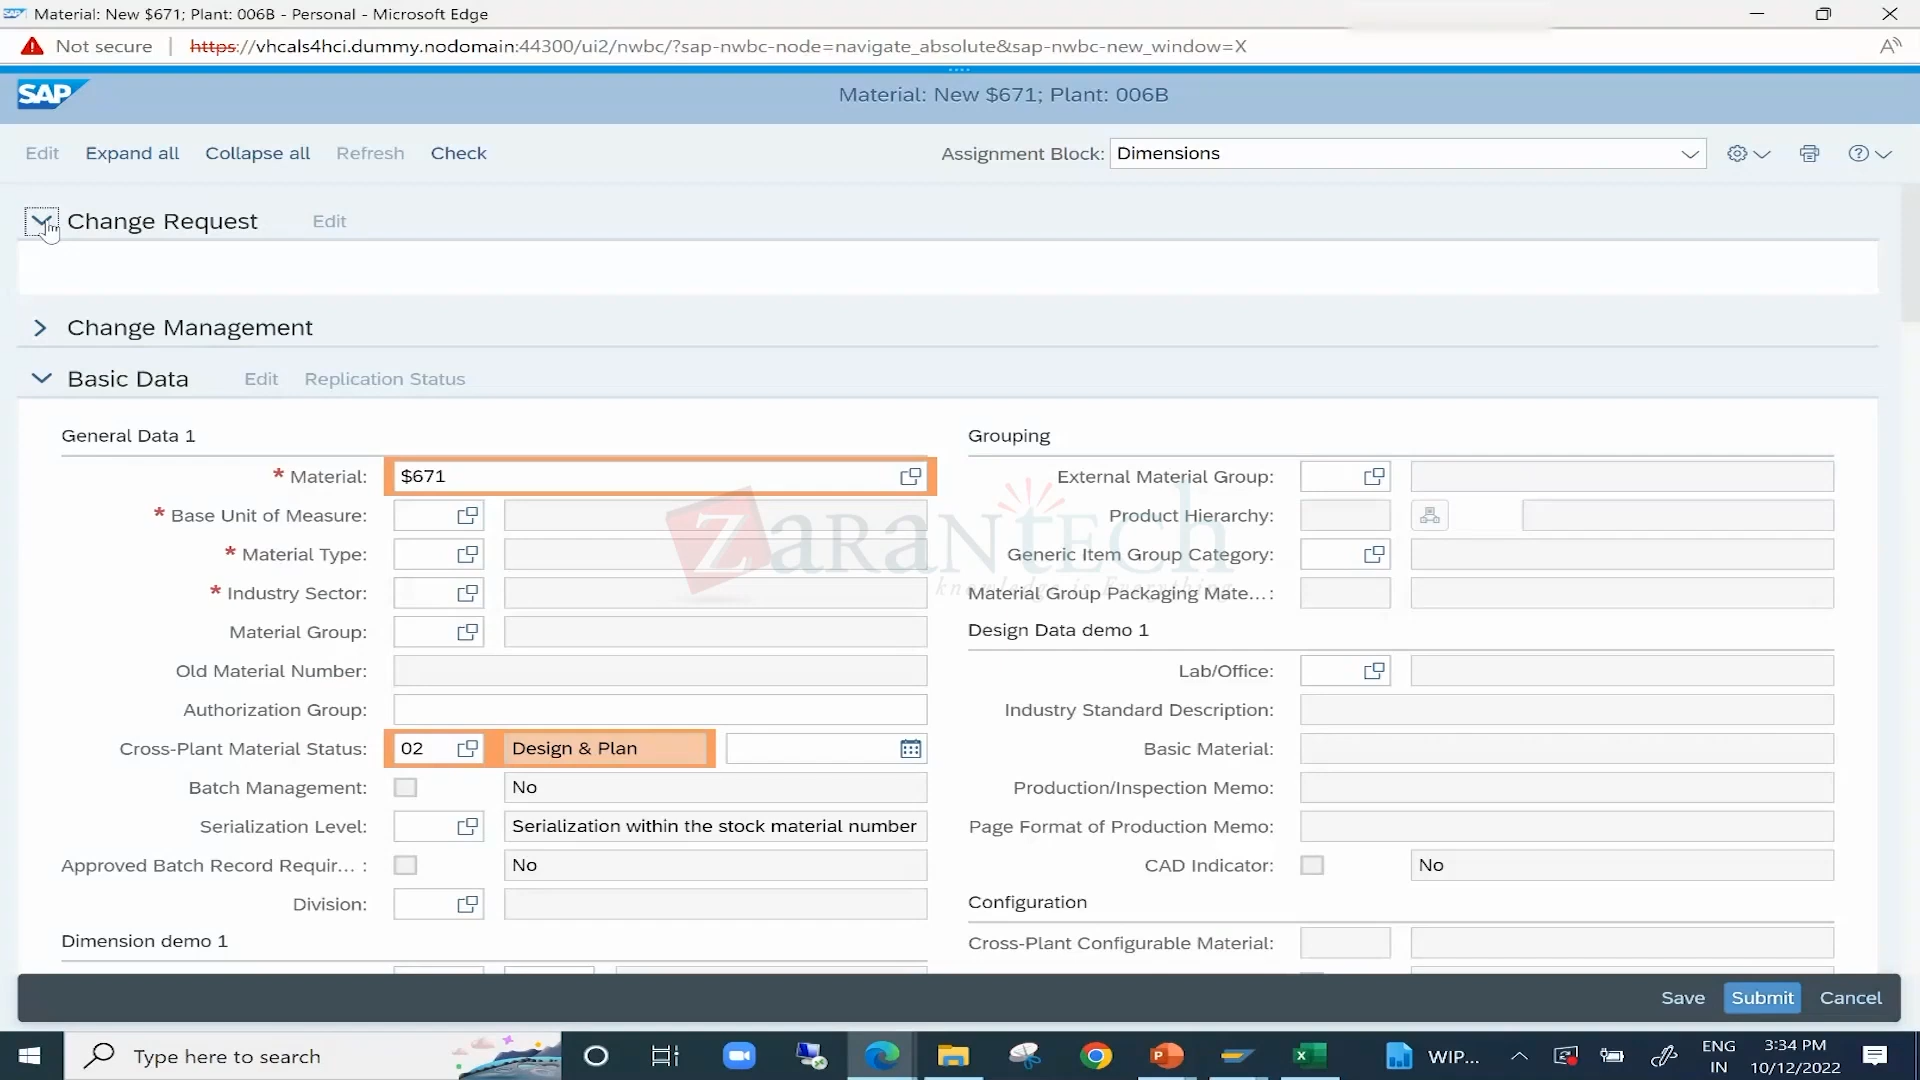 Material: New $671; Plant: 006B - Personal - Microsoft Edge
Not secure | https://vhcals4hci.dummy.nodomain:44300/ui2/nwbc/?sap-nwbc-node=navigate_absolute&sap-nwbc-new_window=X
SAP Material: New $671; Plant: 006B
Edit Expand all Collapse all Refresh Check Assignment Block: Dimensions
Change Request Edit
Change Management
Basic Data Edit Replication Status
General Data 1
* Material: $671
* Base Unit of Measure:
* Material Type:
* Industry Sector:
Material Group:
Old Material Number:
Authorization Group:
Cross-Plant Material Status: 02 Design & Plan
Batch Management: No
Serialization Level: Serialization within the stock material number
Approved Batch Record Requir... : No
Division:
Dimension demo 1
Grouping
External Material Group:
Product Hierarchy:
Generic Item Group Category:
Material Group Packaging Mate...:
Design Data demo 1
Lab/Office:
Industry Standard Description:
Basic Material:
Production/Inspection Memo:
Page Format of Production Memo:
CAD Indicator: No
Configuration
Cross-Plant Configurable Material:
ZaranTech
knowledge is Everything
Save Submit Cancel
Type here to search
WIP...
ENG
IN
3:34 PM
10/12/2022